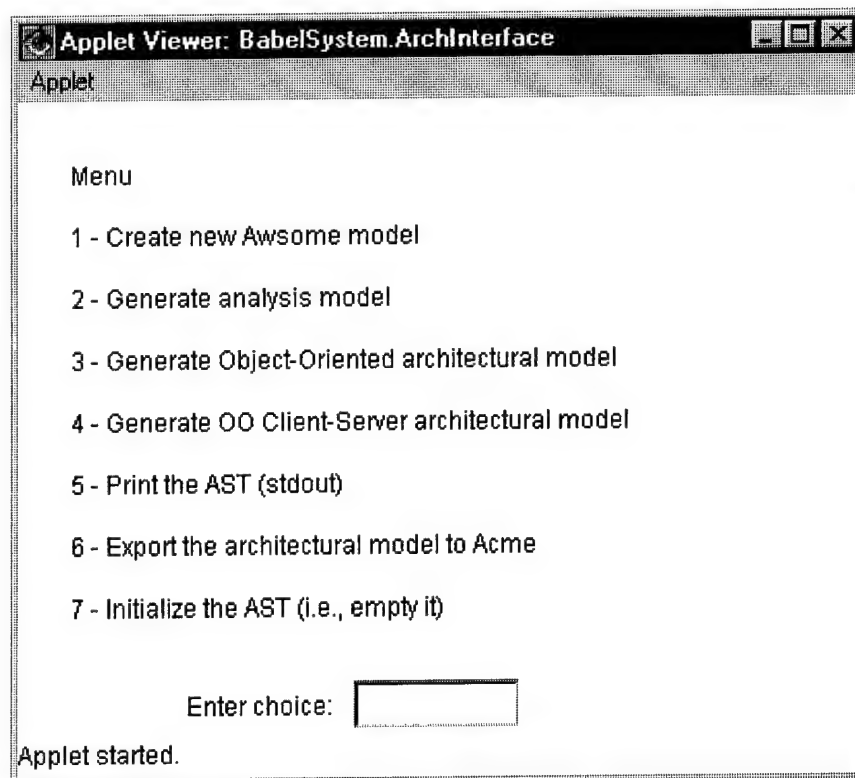 Applet Viewer: BabelSystem.ArchInterface
Applet
Menu
1 - Create new Awsome model
2 - Generate analysis model
3 - Generate Object-Oriented architectural model
4 - Generate OO Client-Server architectural model
5 - Print the AST (stdout)
6 - Export the architectural model to Acme
7 - Initialize the AST (i.e., empty it)
Enter choice:
Applet started.